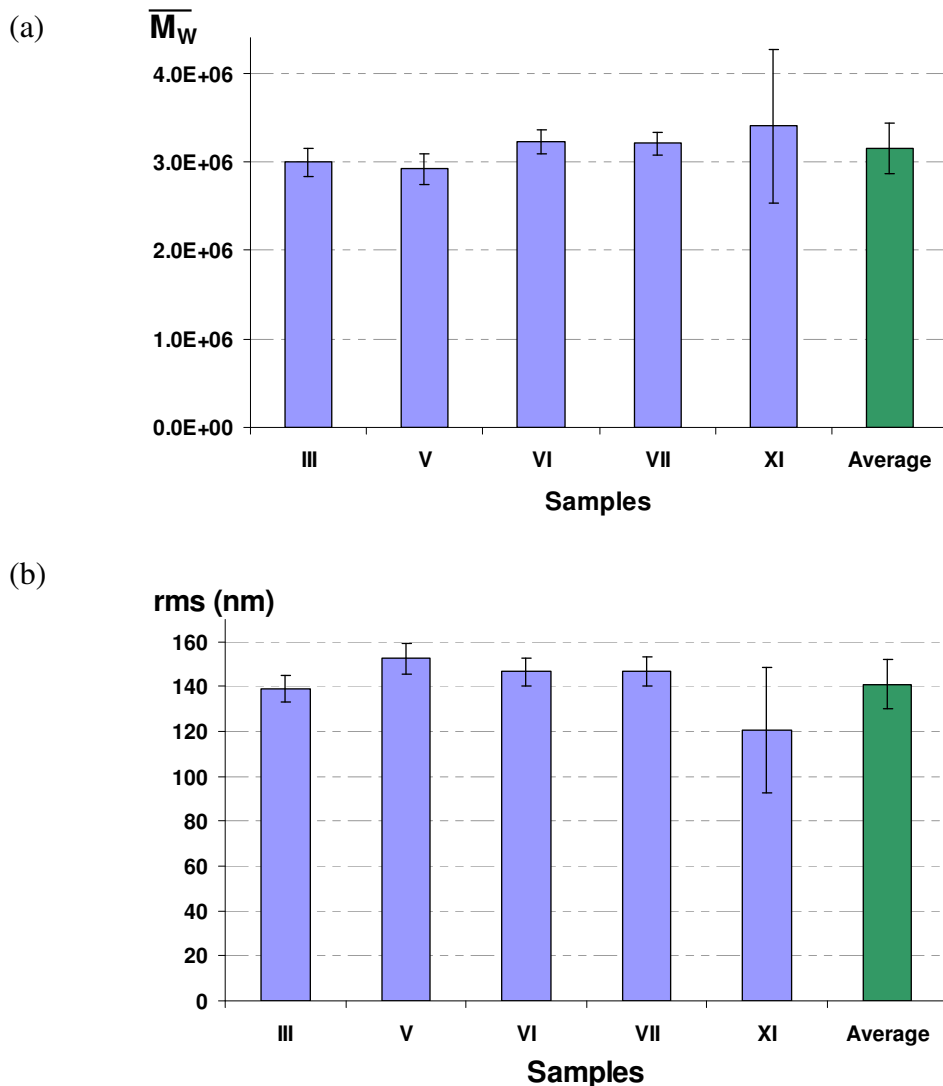 (a)
M̅W̅
4.0E+06
3.0E+06
2.0E+06
1.0E+06
0.0E+00
III V VI VII XI Average
Samples
(b)
rms (nm)
160
140
120
100
80
60
40
20
0
III V VI VII XI Average
Samples